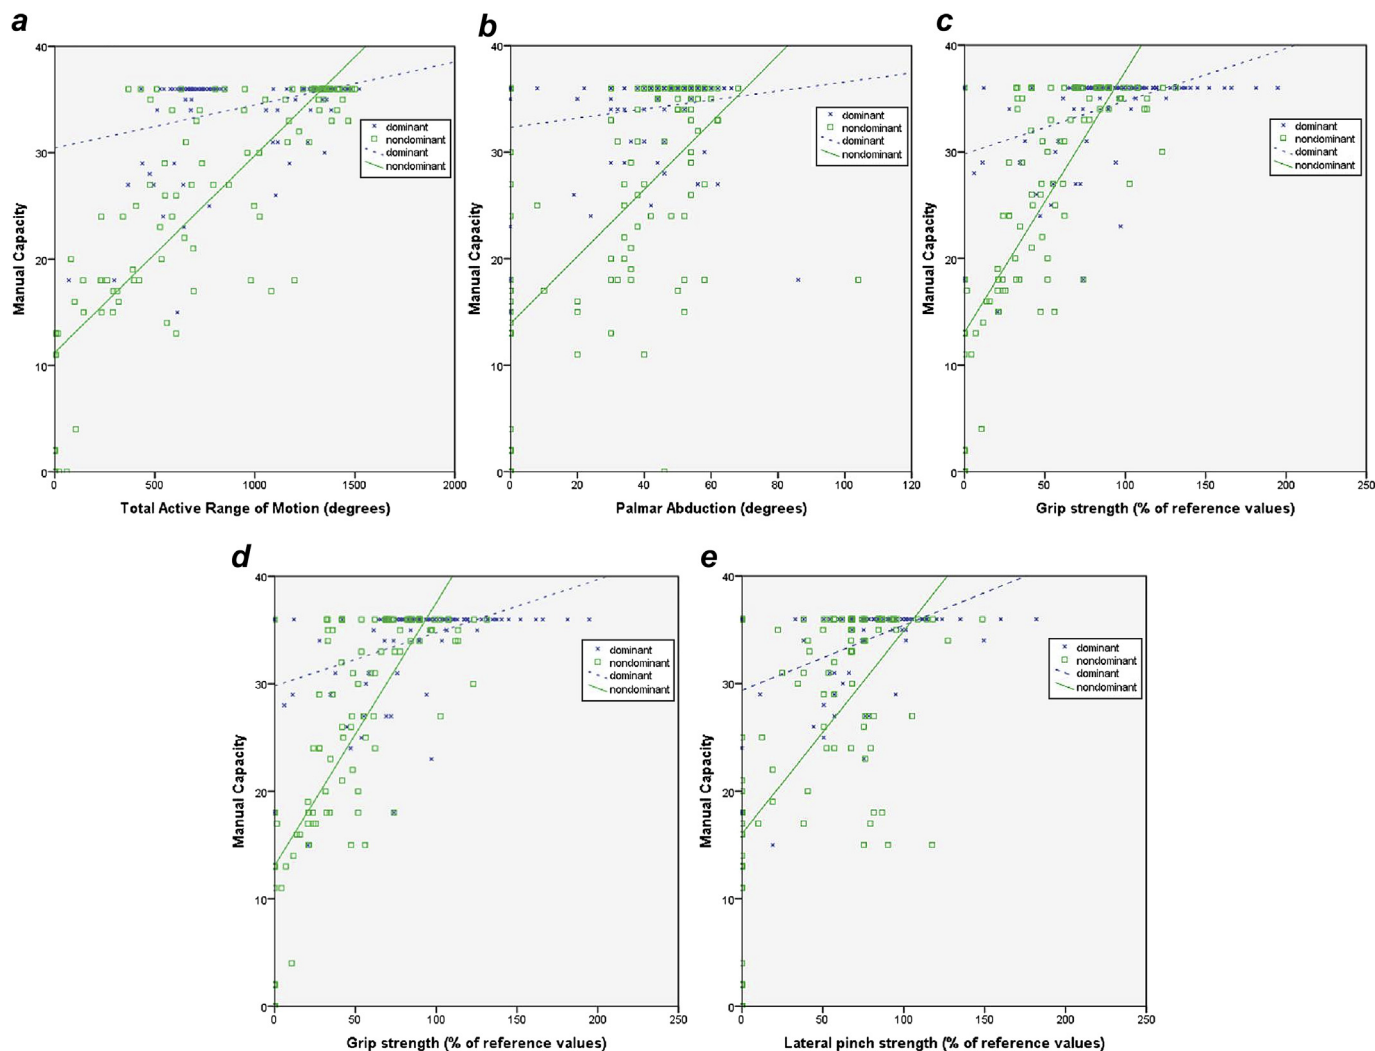 a
40
30
20
10
0
Manual Capacity
dominant
nondominant
dominant
nondominant
0 500 1000 1500 2000
Total Active Range of Motion (degrees)
b
40
30
20
10
0
Manual Capacity
dominant
nondominant
dominant
nondominant
0 20 40 60 80 100 120
Palmar Abduction (degrees)
c
40
30
20
10
0
Manual Capacity
dominant
nondominant
dominant
nondominant
0 50 100 150 200 250
Grip strength (% of reference values)
d
40
30
20
10
0
Manual Capacity
dominant
nondominant
dominant
nondominant
0 50 100 150 200 250
Grip strength (% of reference values)
e
40
30
20
10
0
Manual Capacity
dominant
nondominant
dominant
nondominant
0 50 100 150 200 250
Lateral pinch strength (% of reference values)